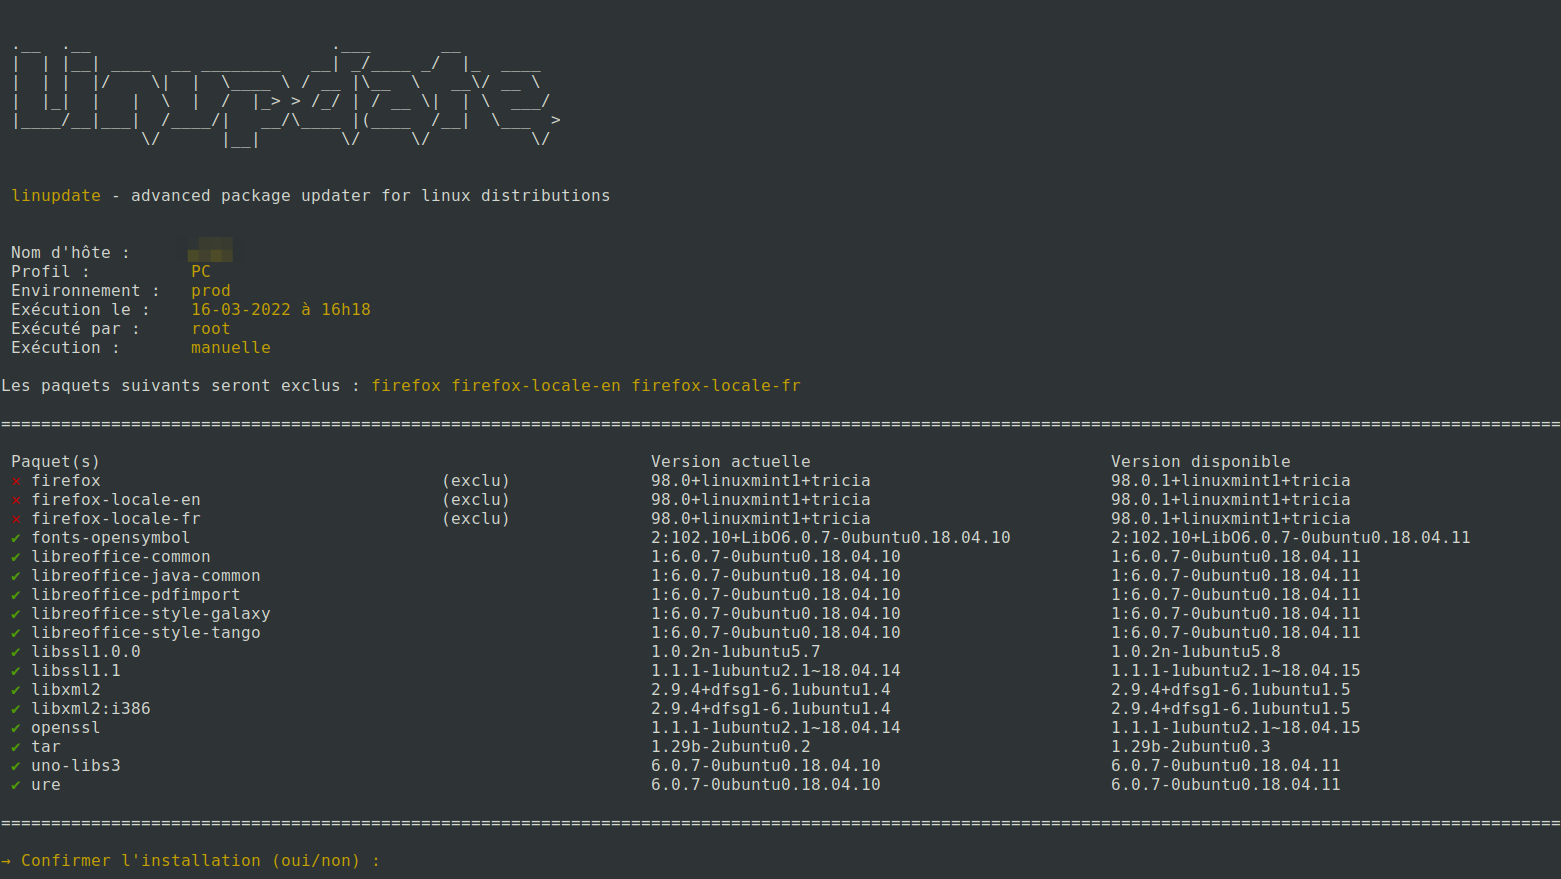 Linupdate
linupdate - advanced package updater for linux distributions
Nom d'hôte :
Profil : PC
Environnement : prod
Exécution le : 16-03-2022 à 16h18
Exécuté par : root
Exécution : manuelle
Les paquets suivants seront exclus : firefox firefox-locale-en firefox-locale-fr
============================================================================================================================================================
Paquet(s) Version actuelle Version disponible
✕ firefox (exclu) 98.0+linuxmint1+tricia 98.0.1+linuxmint1+tricia
✕ firefox-locale-en (exclu) 98.0+linuxmint1+tricia 98.0.1+linuxmint1+tricia
✕ firefox-locale-fr (exclu) 98.0+linuxmint1+tricia 98.0.1+linuxmint1+tricia
✔ fonts-opensymbol 2:102.10+LibO6.0.7-0ubuntu0.18.04.10 2:102.10+LibO6.0.7-0ubuntu0.18.04.11
✔ libreoffice-common 1:6.0.7-0ubuntu0.18.04.10 1:6.0.7-0ubuntu0.18.04.11
✔ libreoffice-java-common 1:6.0.7-0ubuntu0.18.04.10 1:6.0.7-0ubuntu0.18.04.11
✔ libreoffice-pdfimport 1:6.0.7-0ubuntu0.18.04.10 1:6.0.7-0ubuntu0.18.04.11
✔ libreoffice-style-galaxy 1:6.0.7-0ubuntu0.18.04.10 1:6.0.7-0ubuntu0.18.04.11
✔ libreoffice-style-tango 1:6.0.7-0ubuntu0.18.04.10 1:6.0.7-0ubuntu0.18.04.11
✔ libssl1.0.0 1.0.2n-1ubuntu5.7 1.0.2n-1ubuntu5.8
✔ libssl1.1 1.1.1-1ubuntu2.1~18.04.14 1.1.1-1ubuntu2.1~18.04.15
✔ libxml2 2.9.4+dfsg1-6.1ubuntu1.4 2.9.4+dfsg1-6.1ubuntu1.5
✔ libxml2:i386 2.9.4+dfsg1-6.1ubuntu1.4 2.9.4+dfsg1-6.1ubuntu1.5
✔ openssl 1.1.1-1ubuntu2.1~18.04.14 1.1.1-1ubuntu2.1~18.04.15
✔ tar 1.29b-2ubuntu0.2 1.29b-2ubuntu0.3
✔ uno-libs3 6.0.7-0ubuntu0.18.04.10 6.0.7-0ubuntu0.18.04.11
✔ ure 6.0.7-0ubuntu0.18.04.10 6.0.7-0ubuntu0.18.04.11
============================================================================================================================================================
→ Confirmer l'installation (oui/non) :